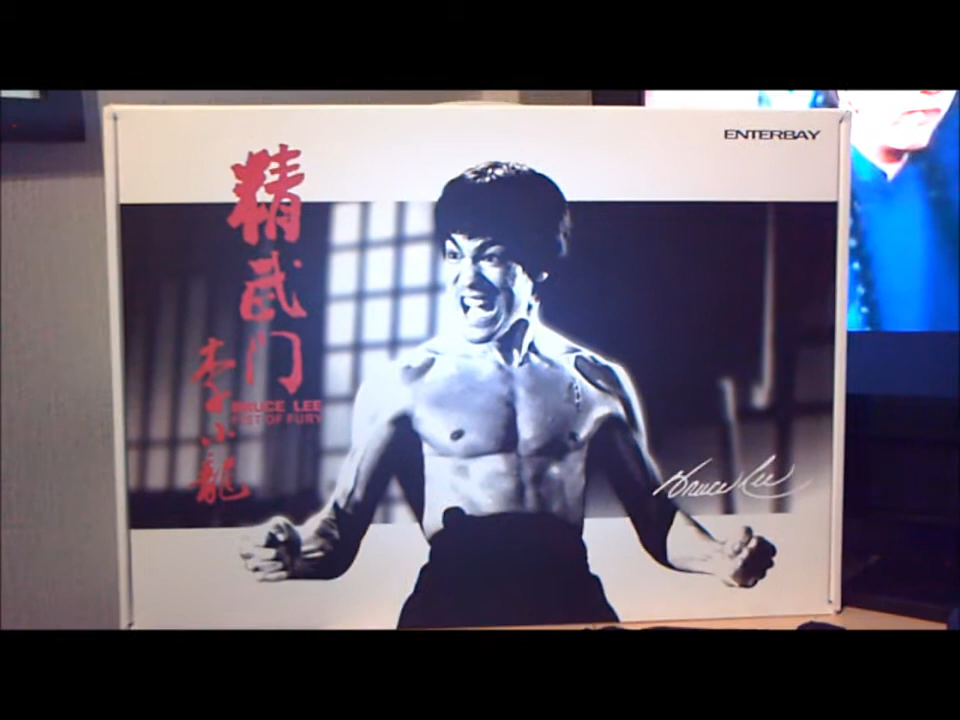 ENTERBAY
精武门
李小龍
BRUCE LEE
FIST OF FURY
Bruce Lee